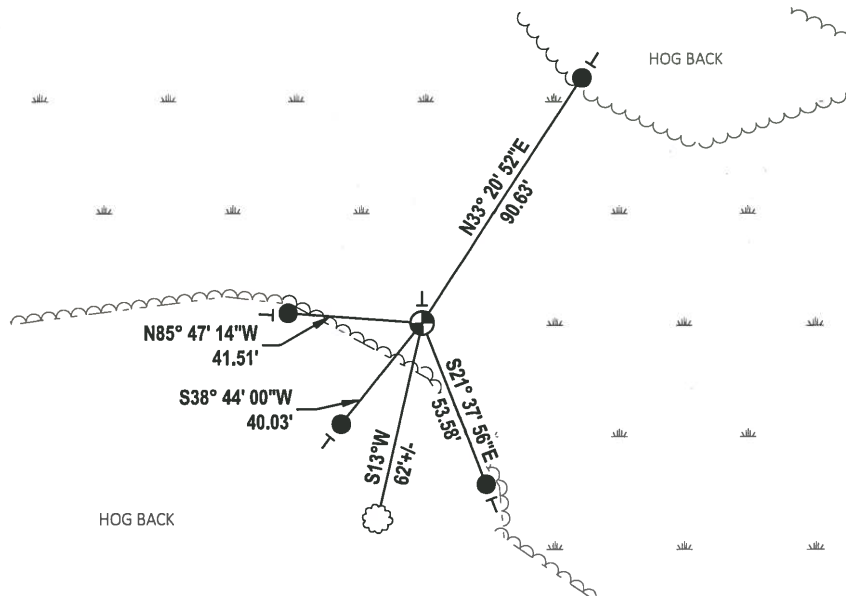 HOG BACK
N33° 20' 52"E
90.63'
N85° 47' 14"W
41.51'
S38° 44' 00"W
40.03'
S21° 37' 56"E
53.58'
S13°W
62'+/-
HOG BACK